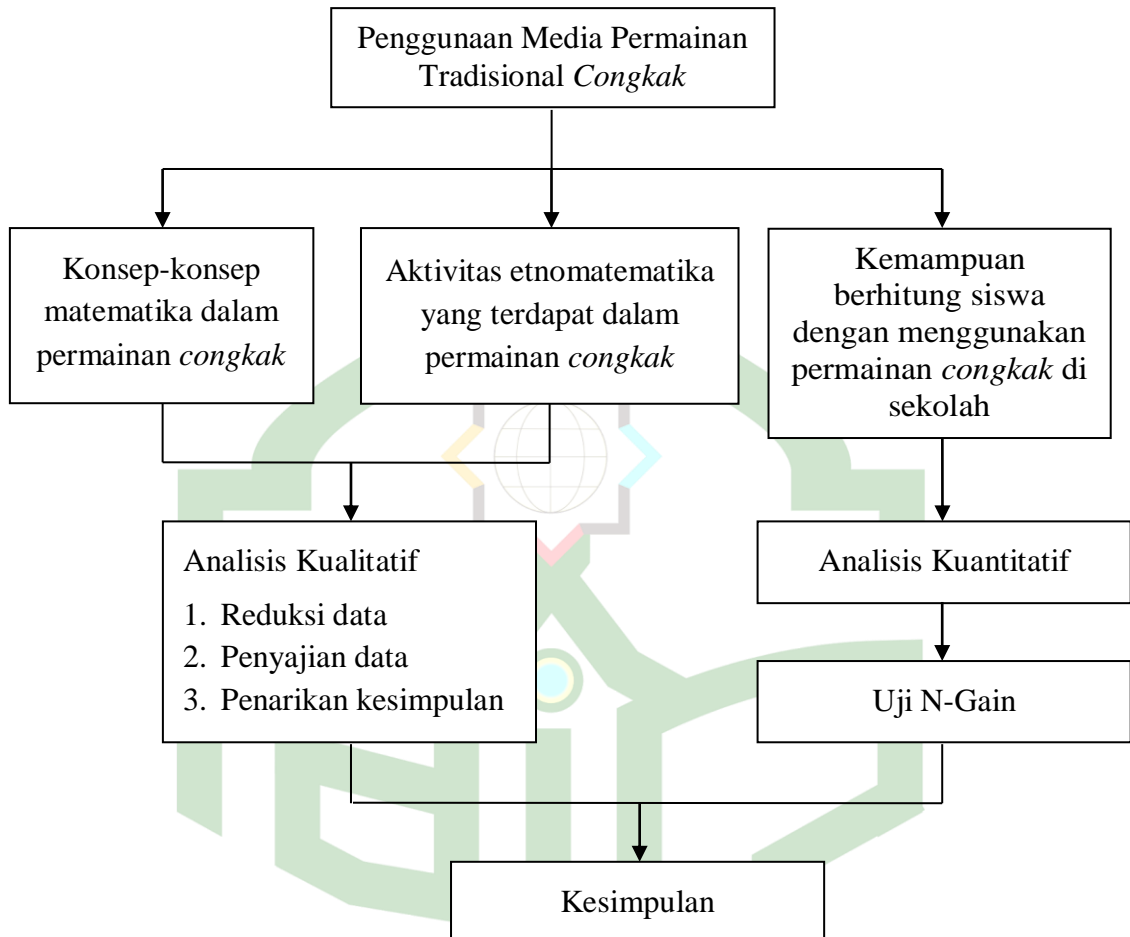 Penggunaan Media Permainan
Tradisional Congkak
Konsep-konsep
matematika dalam
permainan congkak
Aktivitas etnomatematika
yang terdapat dalam
permainan congkak
Kemampuan
berhitung siswa
dengan menggunakan
permainan congkak di
sekolah
Analisis Kualitatif
1. Reduksi data
2. Penyajian data
3. Penarikan kesimpulan
Analisis Kuantitatif
Uji N-Gain
Kesimpulan